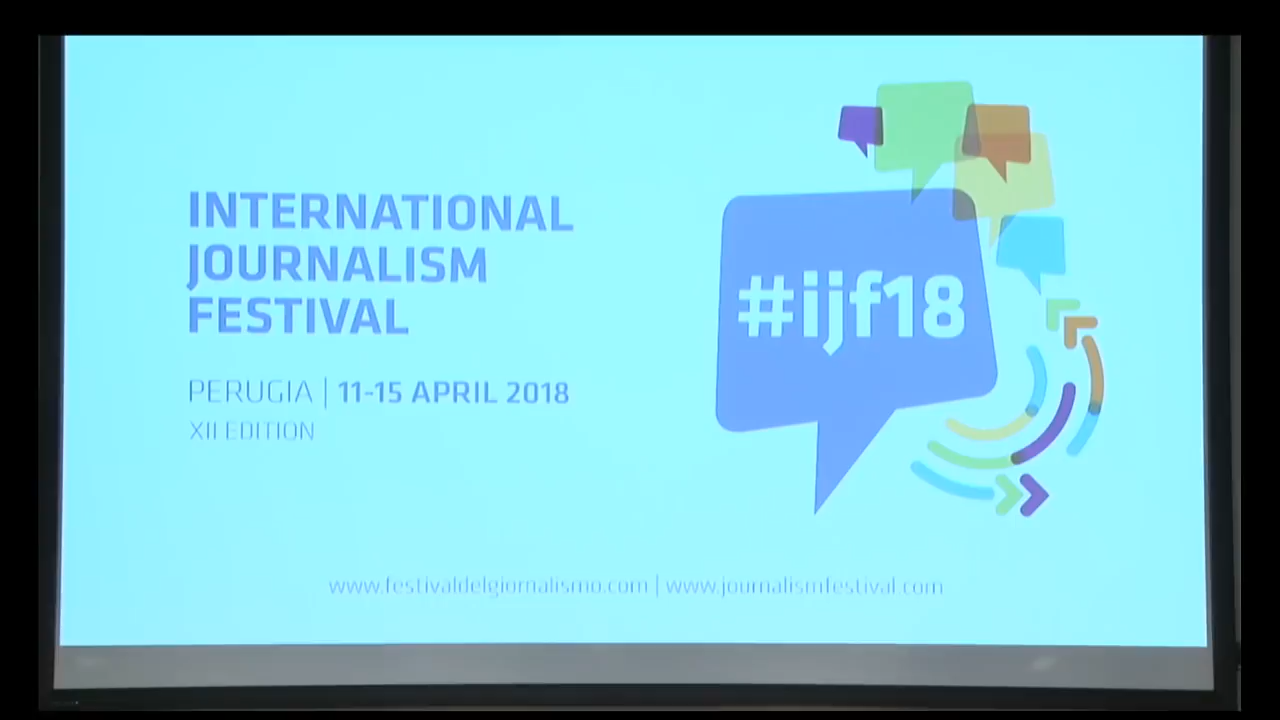 INTERNATIONAL
JOURNALISM
FESTIVAL
PERUGIA | 11-15 APRIL 2018
XII EDITION
#ijf18
www.festivaldelgiornalismo.com | www.journalismfestival.com